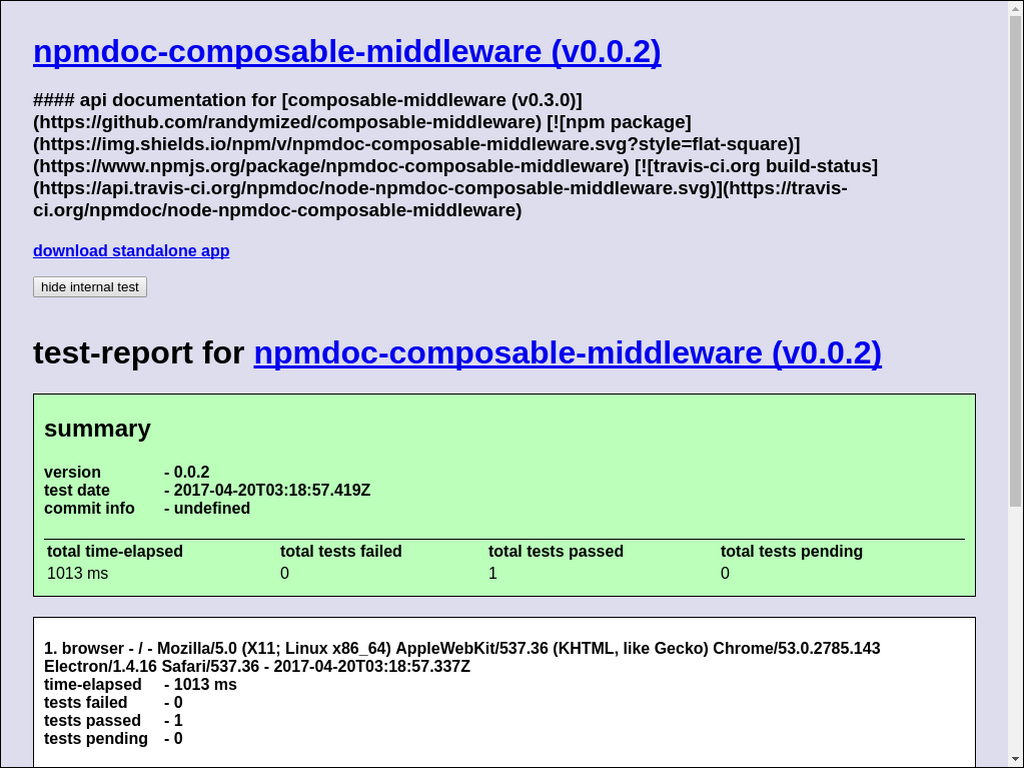 npmdoc-composable-middleware (v0.0.2)
#### api documentation for [composable-middleware (v0.3.0)]
(https://github.com/randymized/composable-middleware) [![npm package]
(https://img.shields.io/npm/v/npmdoc-composable-middleware.svg?style=flat-square)]
(https://www.npmjs.org/package/npmdoc-composable-middleware) [![travis-ci.org build-status]
(https://api.travis-ci.org/npmdoc/node-npmdoc-composable-middleware.svg)](https://travis-
ci.org/npmdoc/node-npmdoc-composable-middleware)
download standalone app
hide internal test
test-report for npmdoc-composable-middleware (v0.0.2)
summary
version - 0.0.2
test date - 2017-04-20T03:18:57.419Z
commit info - undefined
total time-elapsed total tests failed total tests passed total tests pending
1013 ms 0 1 0
1. browser - / - Mozilla/5.0 (X11; Linux x86_64) AppleWebKit/537.36 (KHTML, like Gecko) Chrome/53.0.2785.143
Electron/1.4.16 Safari/537.36 - 2017-04-20T03:18:57.337Z
time-elapsed - 1013 ms
tests failed - 0
tests passed - 1
tests pending - 0